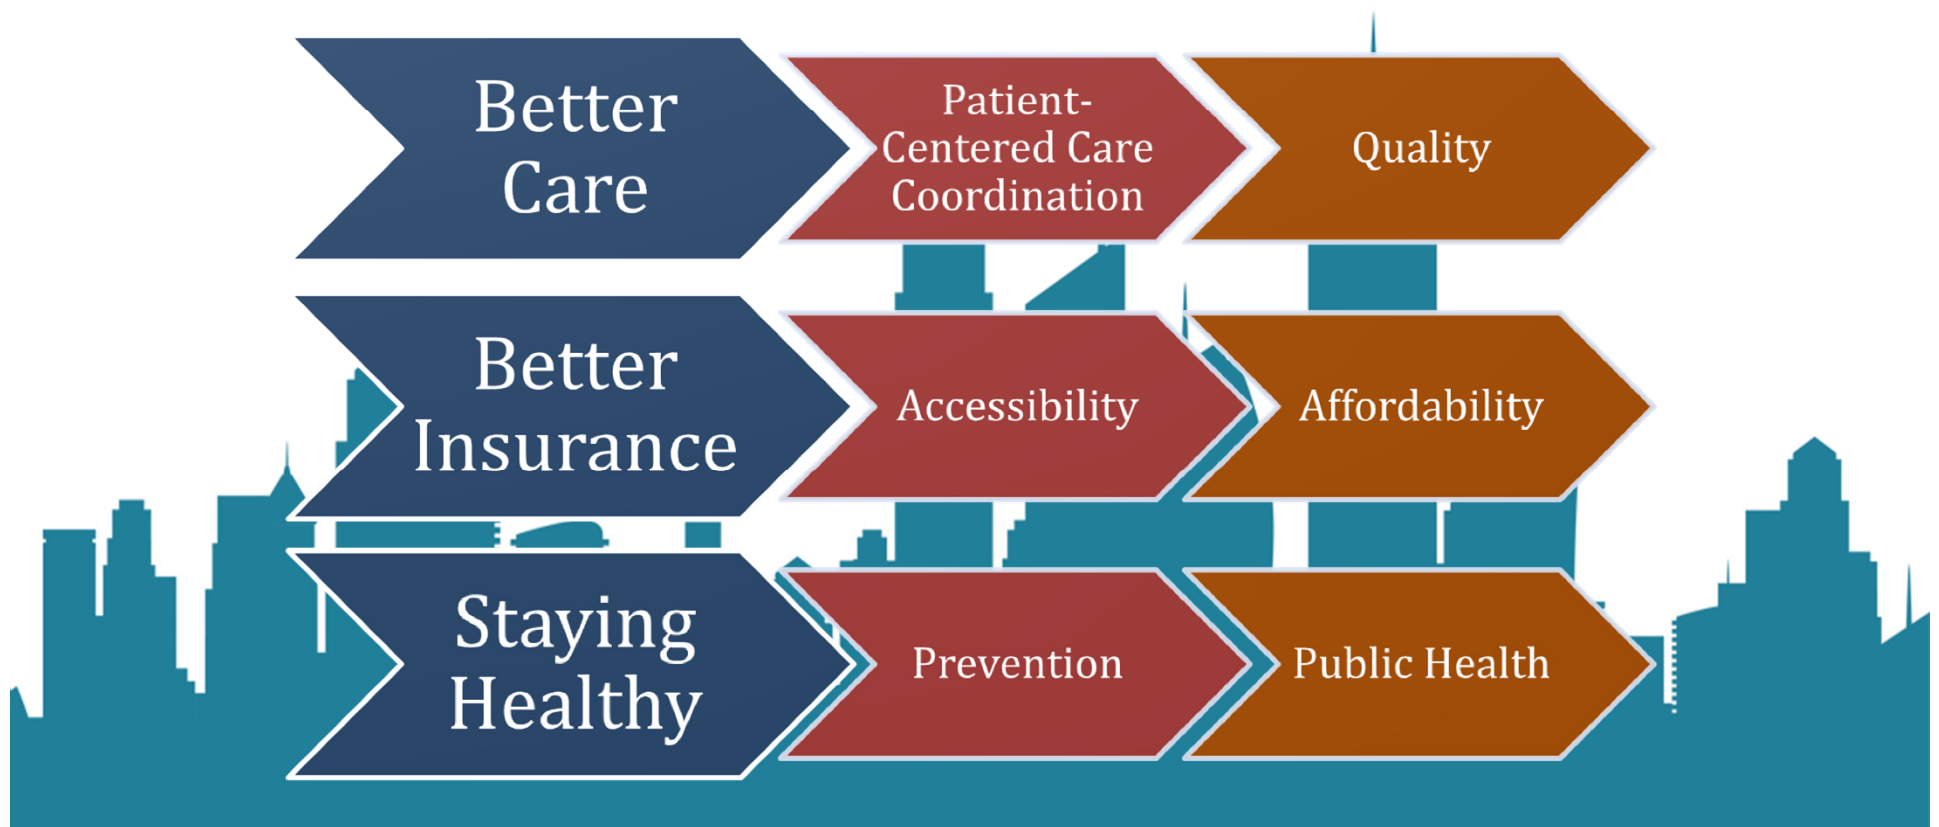 Better
Care
Patient-
Centered Care
Coordination
Quality
Better
Insurance
Accessibility
Affordability
Staying
Healthy
Prevention
Public Health